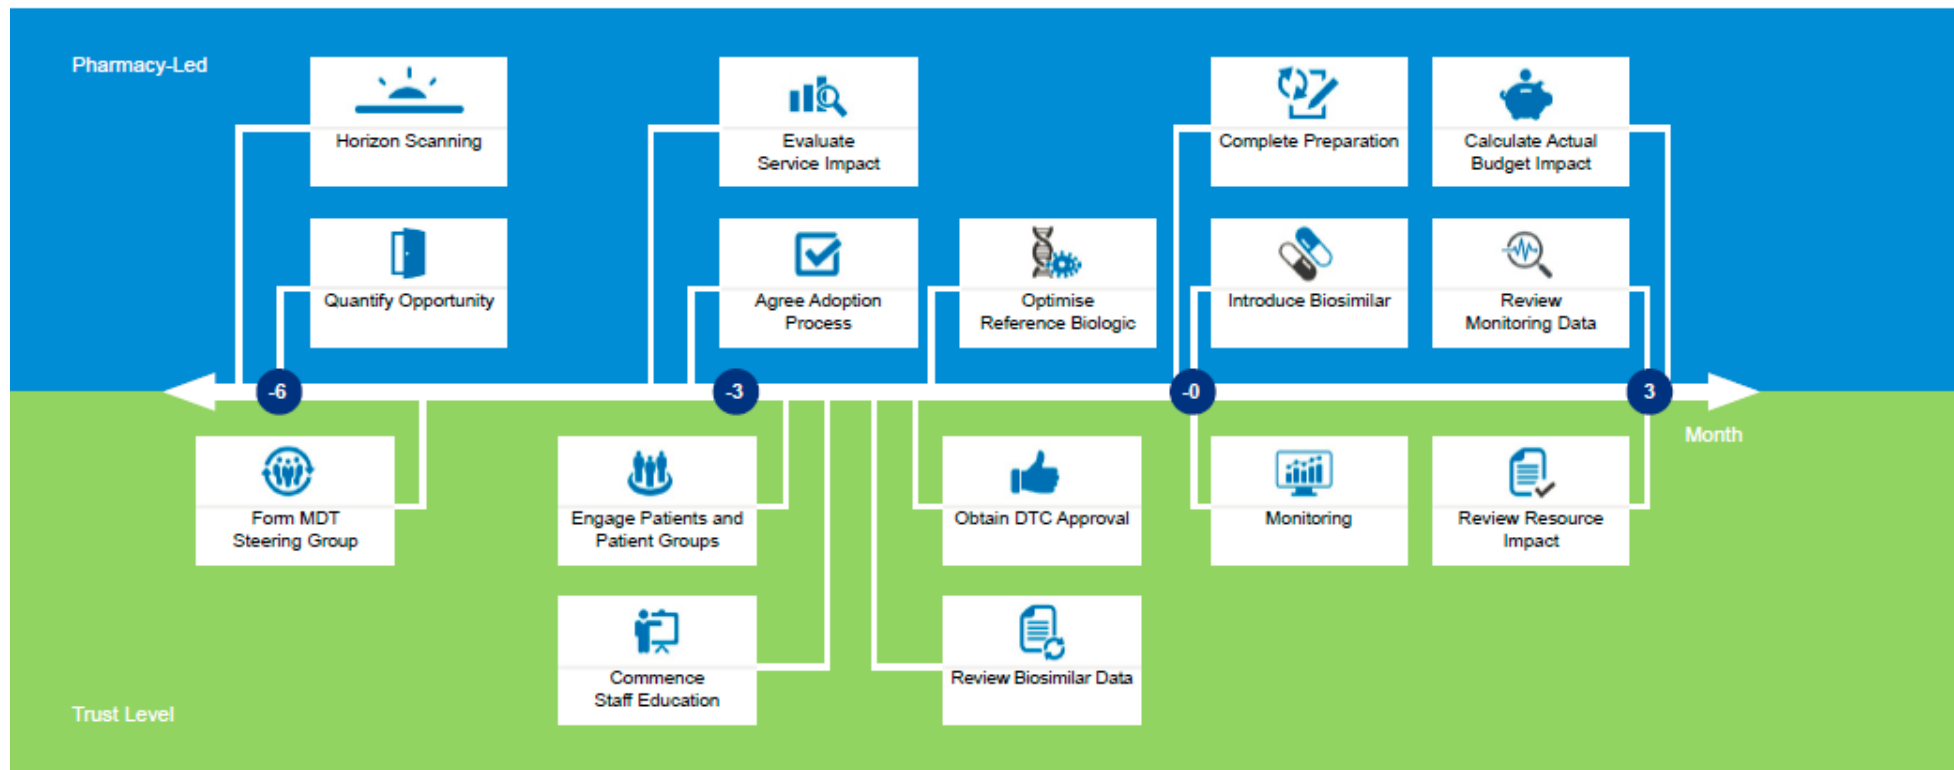 Pharmacy-Led
Horizon Scanning
Evaluate
Service Impact
Complete Preparation
Calculate Actual
Budget Impact
Quantify Opportunity
Agree Adoption
Process
Optimise
Reference Biologic
Introduce Biosimilar
Review
Monitoring Data
-6
-3
-0
3
Month
Form MDT
Steering Group
Engage Patients and
Patient Groups
Obtain DTC Approval
Monitoring
Review Resource
Impact
Commence
Staff Education
Review Biosimilar Data
Trust Level